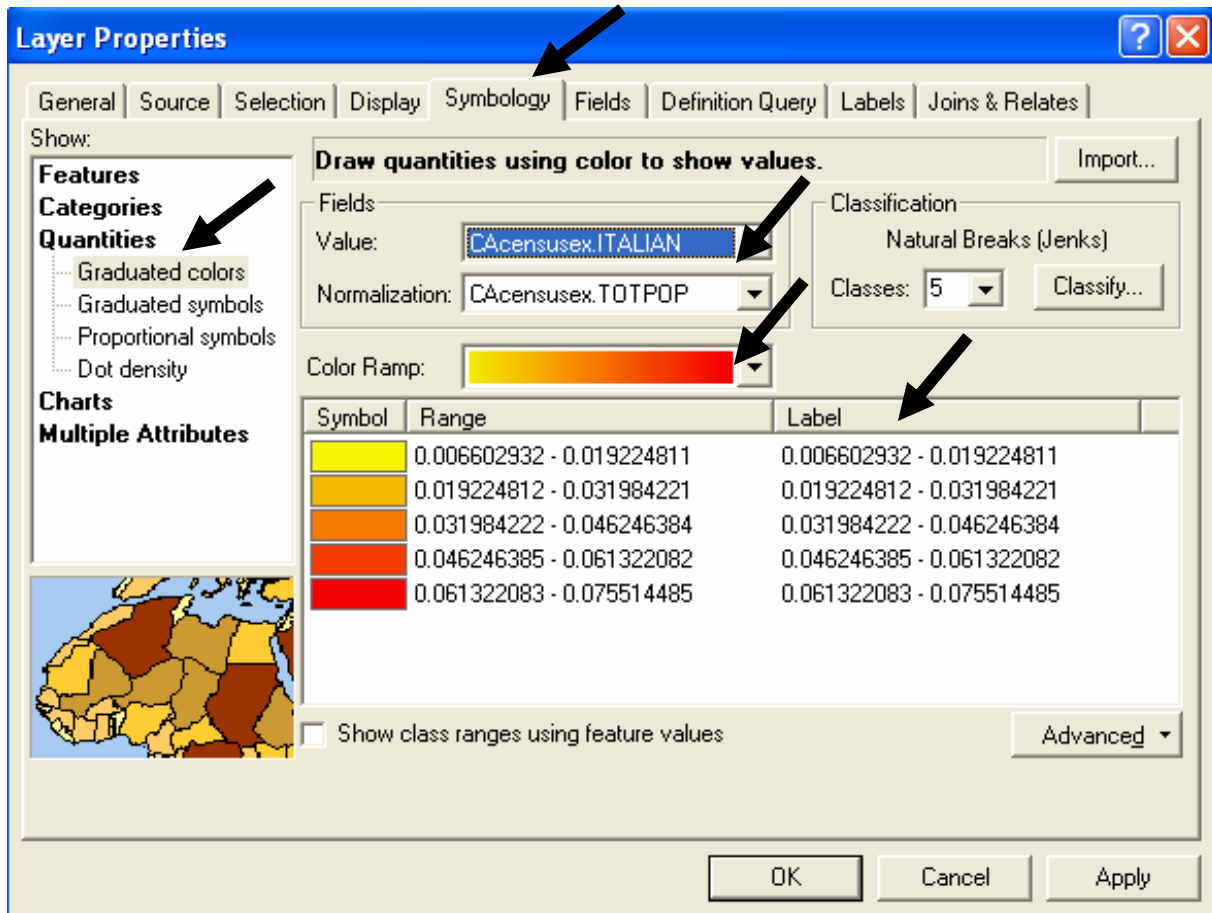 Layer Properties
General Source Selection Display Symbology Fields Definition Query Labels Joins & Relates
Show:
Features
Categories
Quantities
Graduated colors
Graduated symbols
Proportional symbols
Dot density
Charts
Multiple Attributes
Draw quantities using color to show values.
Import...
Fields
Value: CAcensusex.ITALIAN
Normalization: CAcensusex.TOTPOP
Classification
Natural Breaks (Jenks)
Classes: 5 Classify...
Color Ramp:
Symbol Range Label
0.006602932 - 0.019224811 0.006602932 - 0.019224811
0.019224812 - 0.031984221 0.019224812 - 0.031984221
0.031984222 - 0.046246384 0.031984222 - 0.046246384
0.046246385 - 0.061322082 0.046246385 - 0.061322082
0.061322083 - 0.075514485 0.061322083 - 0.075514485
Show class ranges using feature values
Advanced
OK Cancel Apply